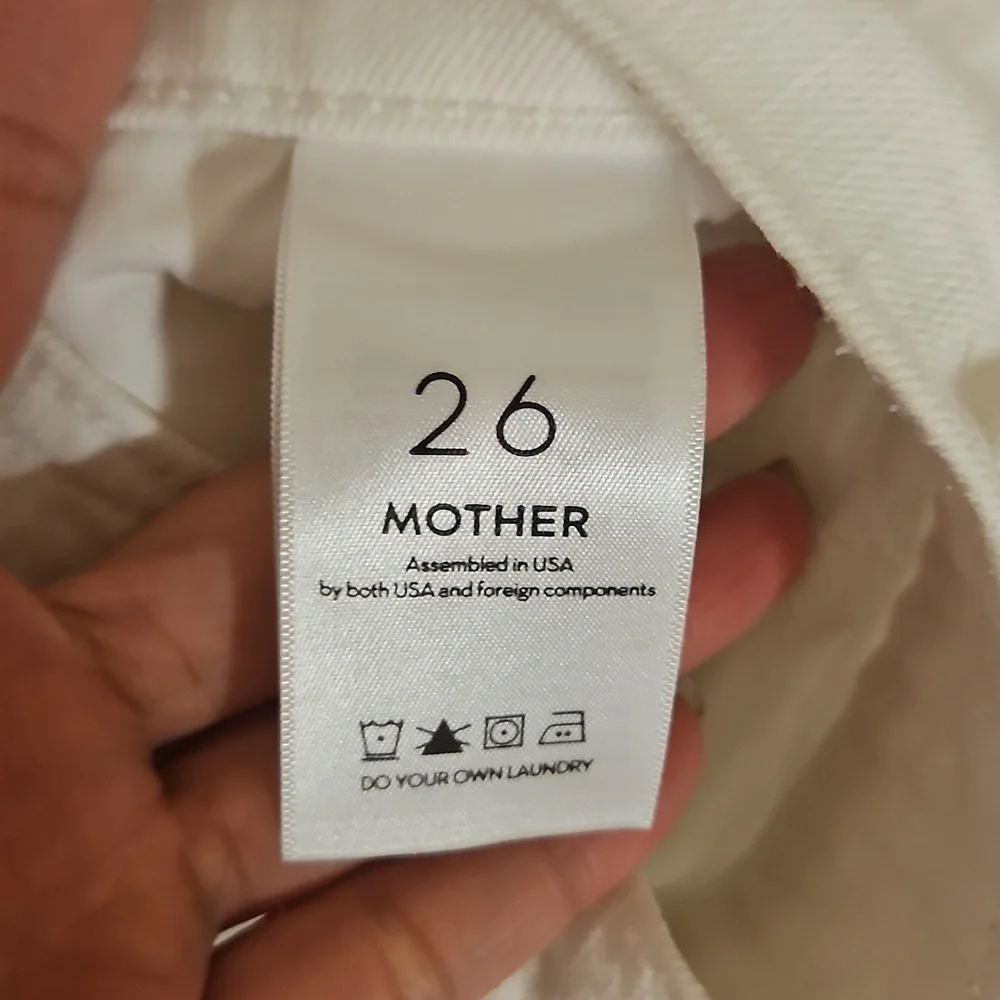 26
MOTHER
Assembled in USA
by both USA and foreign components
DO YOUR OWN LAUNDRY